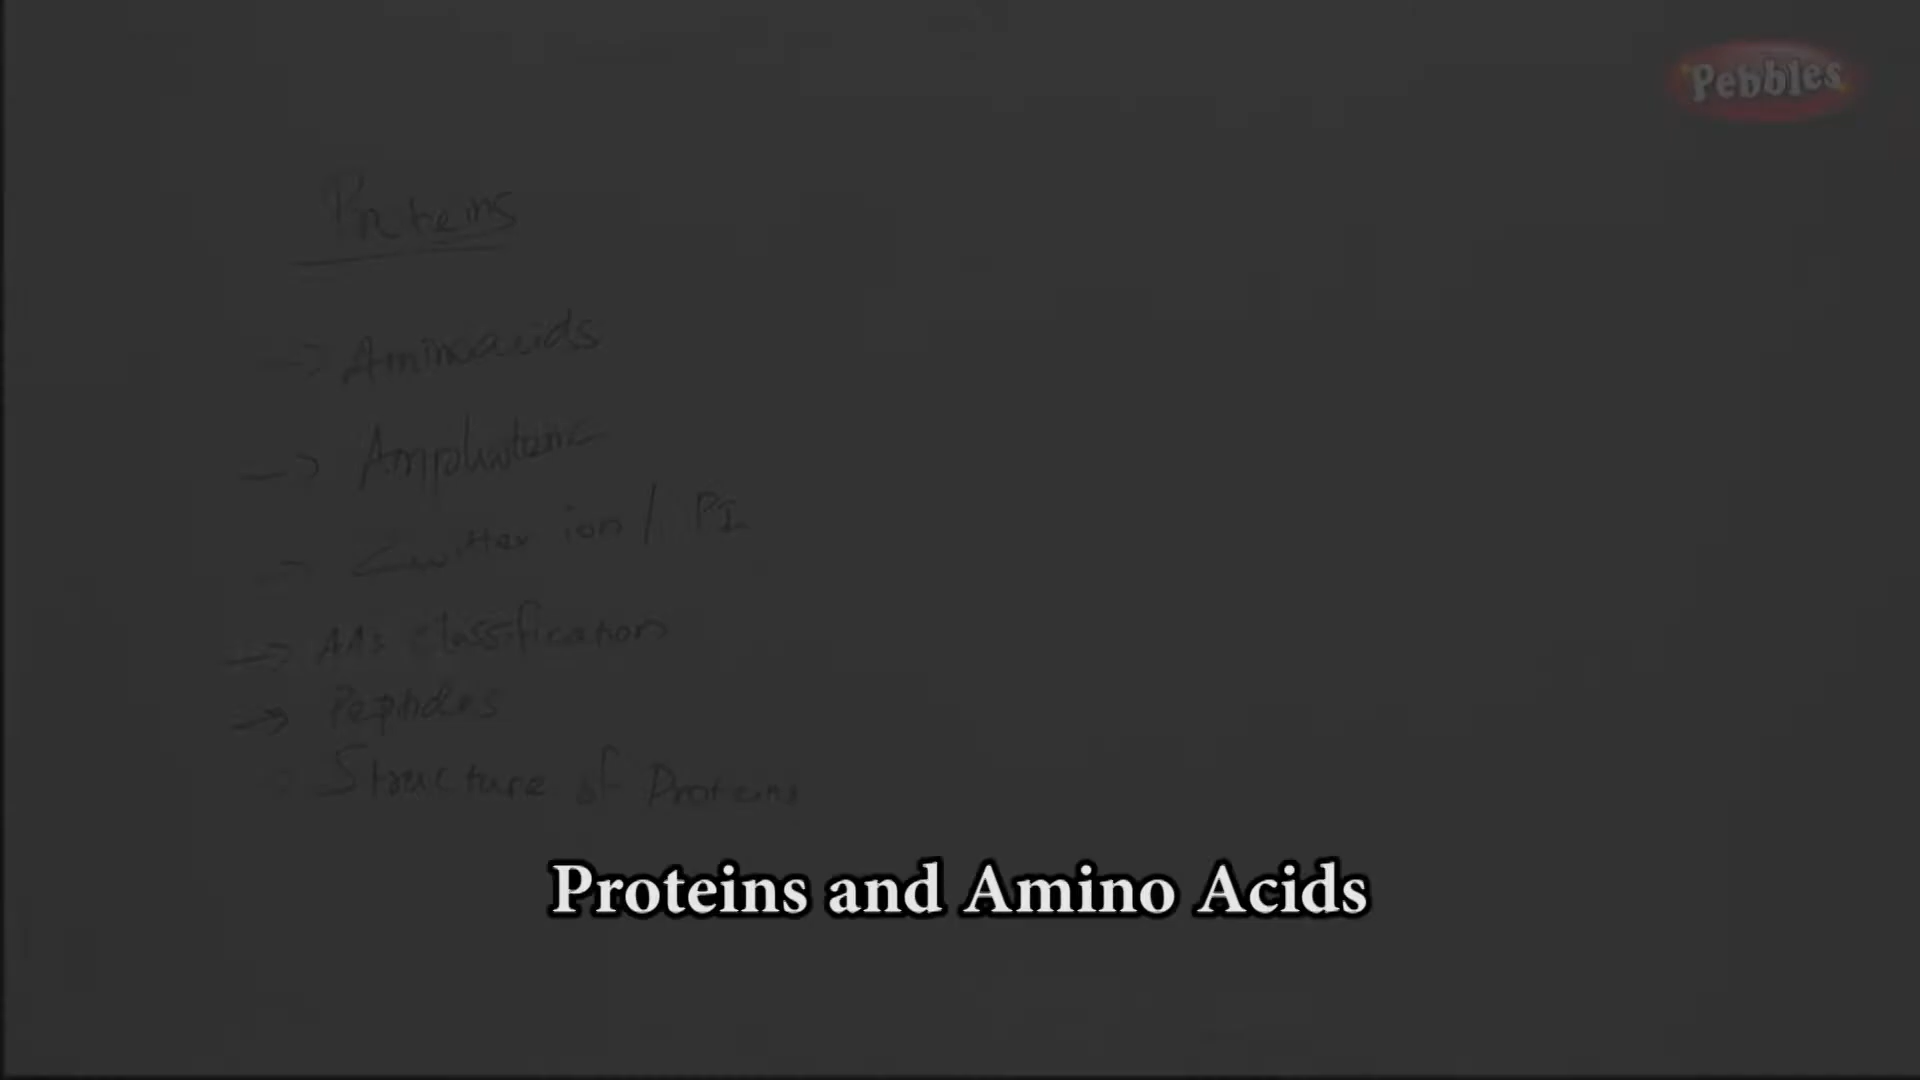 Pebbles
Proteins
→ Aminoacids
→ Amphoteric
→ Zwitter ion / PI
→ AAs classification
→ Peptides
Structure of Proteins
Proteins and Amino Acids